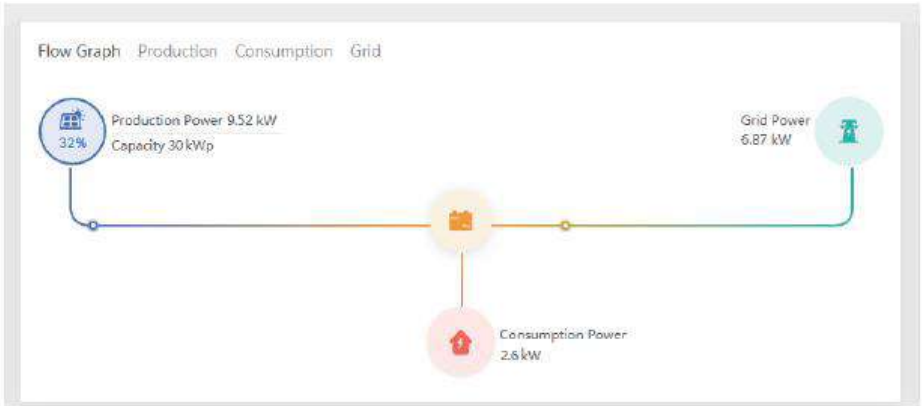 Flow Graph Production Consumption Grid
Production Power 9.52 kW
32%
Capacity 30 kWp
Grid Power
6.87 kW
Consumption Power
2.6 kW